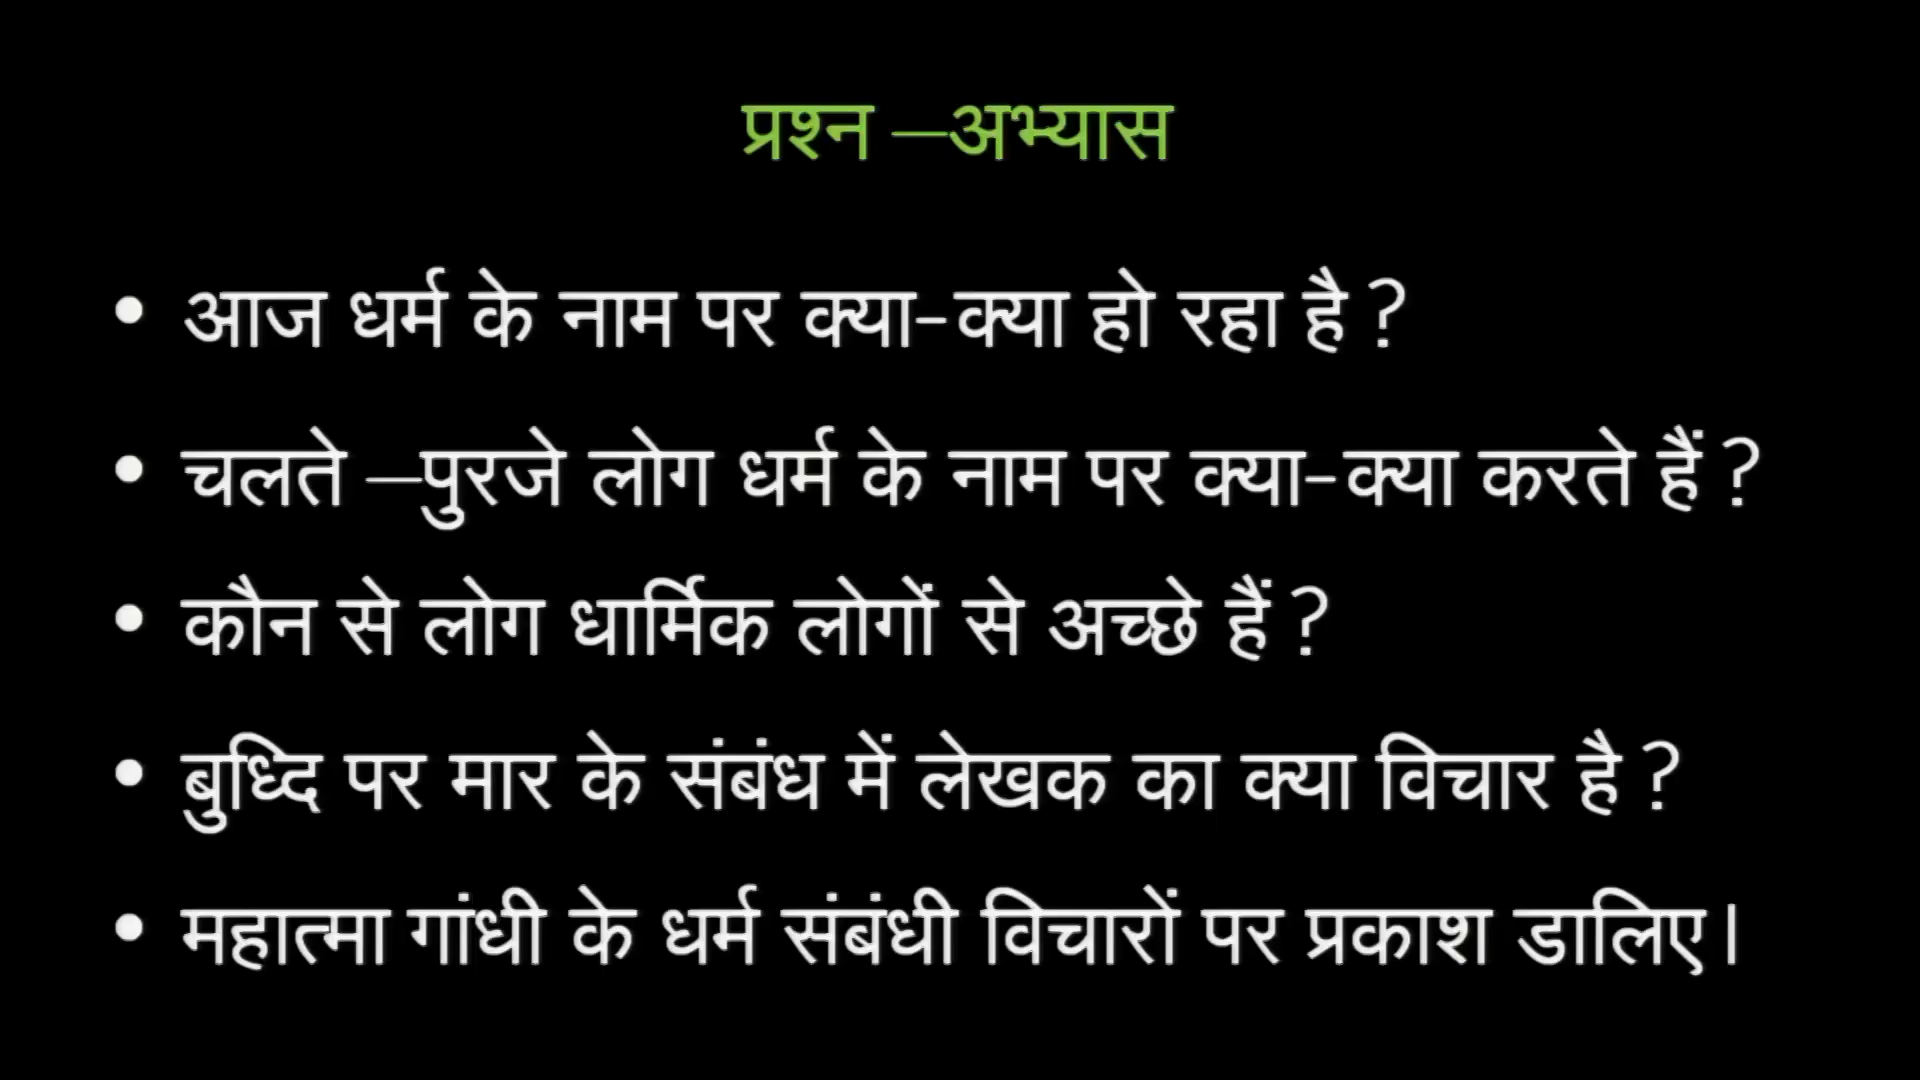 प्रश्न –अभ्यास
• आज धर्म के नाम पर क्या-क्या हो रहा है ?
• चलते –पुरजे लोग धर्म के नाम पर क्या-क्या करते हैं ?
• कौन से लोग धार्मिक लोगों से अच्छे हैं ?
• बुध्दि पर मार के संबंध में लेखक का क्या विचार है ?
• महात्मा गांधी के धर्म संबंधी विचारों पर प्रकाश डालिए।